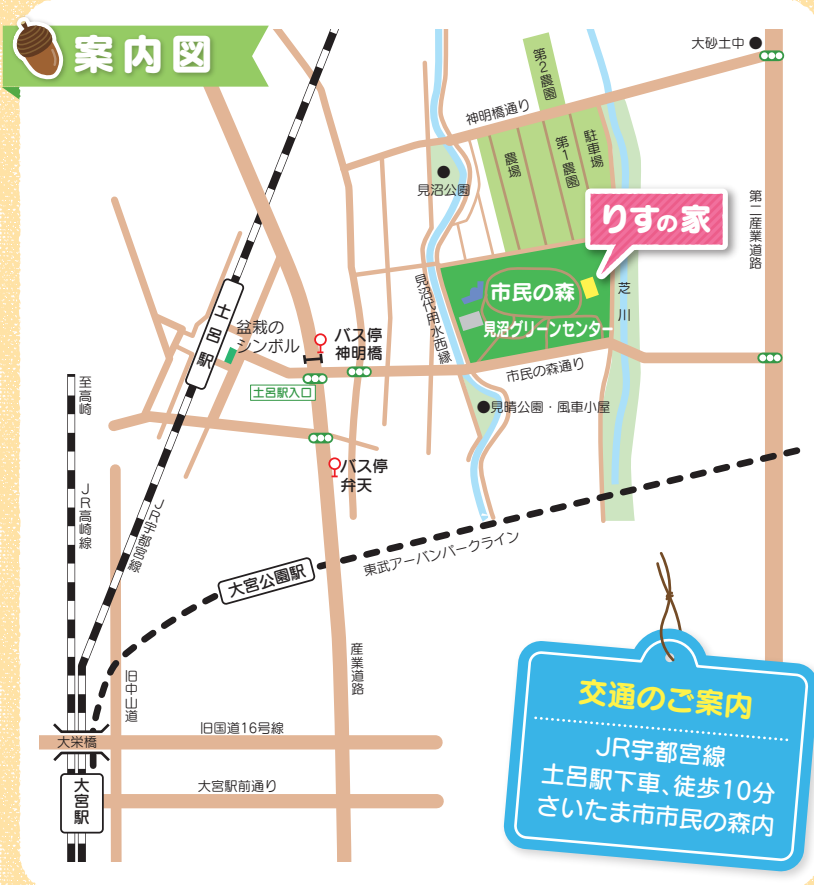 案内図
大砂土中
第2農園
神明橋通り
農場
第1農園
駐車場
見沼公園
りすの家
第二産業道路
市民の森
見沼グリーンセンター
芝川
見沼代用水西縁
土呂駅
盆栽の
シンボル
バス停
神明橋
土呂駅入口
市民の森通り
見晴公園・風車小屋
至高崎
JR高崎線
JR宇都宮線
バス停
弁天
大宮公園駅
東武アーバンパークライン
旧中山道
産業道路
旧国道16号線
大栄橋
大宮駅
大宮駅前通り
交通のご案内
JR宇都宮線
土呂駅下車、徒歩10分
さいたま市市民の森内